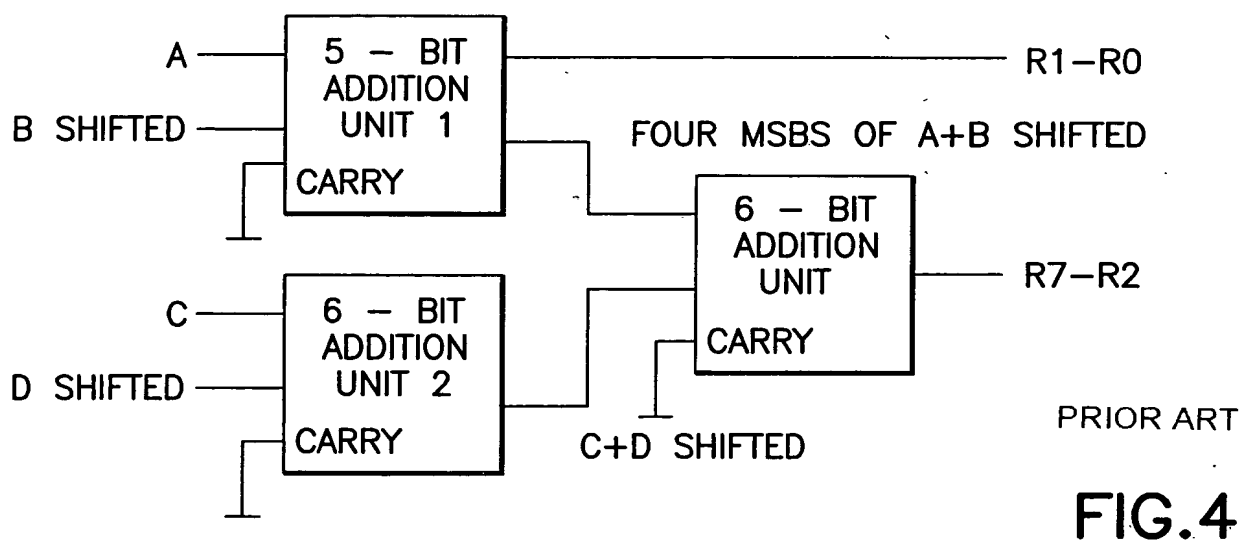 A
B SHIFTED
5 – BIT
ADDITION
UNIT 1
CARRY
R1–R0
FOUR MSBS OF A+B SHIFTED
6 – BIT
ADDITION
UNIT
CARRY
R7–R2
C
D SHIFTED
6 – BIT
ADDITION
UNIT 2
CARRY
C+D SHIFTED
PRIOR ART
FIG.4